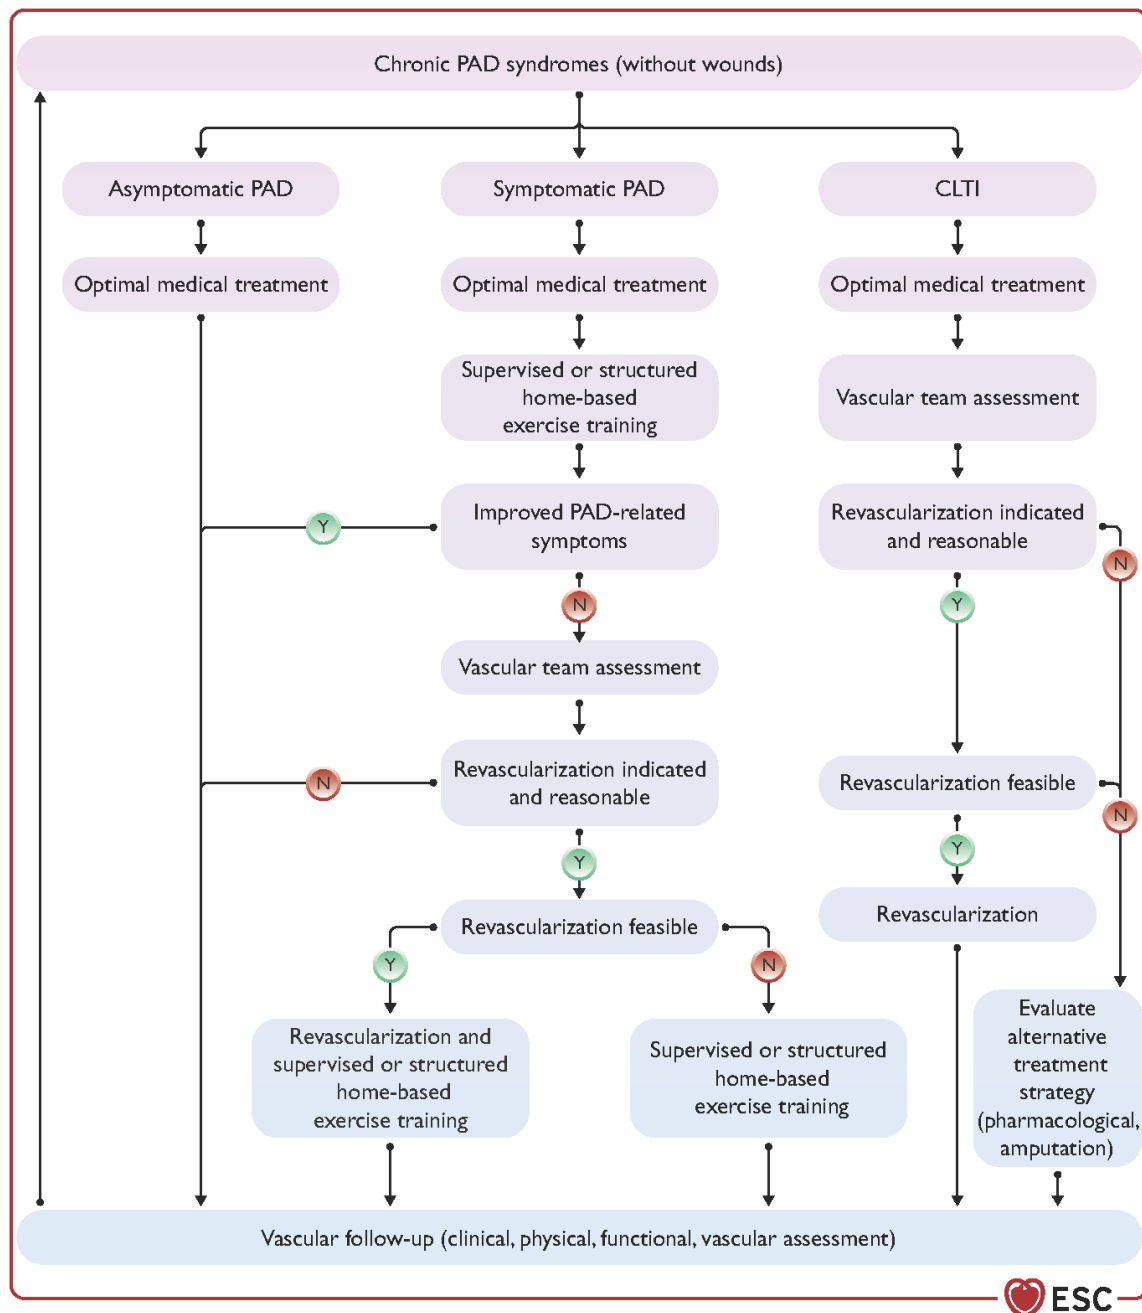 Chronic PAD syndromes (without wounds)
Asymptomatic PAD
Symptomatic PAD
CLTI
Optimal medical treatment
Optimal medical treatment
Optimal medical treatment
Supervised or structured
home-based
exercise training
Vascular team assessment
Y
Improved PAD-related
symptoms
Revascularization indicated
and reasonable
N
N
Y
Vascular team assessment
N
Revascularization indicated
and reasonable
Revascularization feasible
N
Y
Y
Revascularization feasible
Revascularization
Y
N
Revascularization and
supervised or structured
home-based
exercise training
Supervised or structured
home-based
exercise training
Evaluate
alternative
treatment
strategy
(pharmacological,
amputation)
Vascular follow-up (clinical, physical, functional, vascular assessment)
ESC